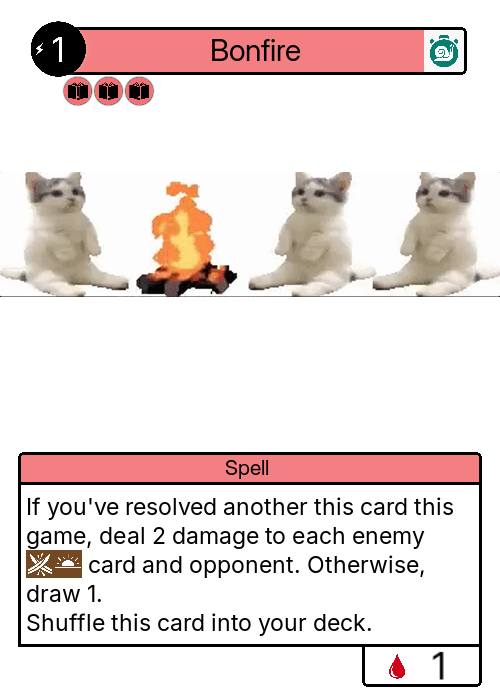 1
Bonfire
Spell
If you've resolved another this card this
game, deal 2 damage to each enemy
card and opponent. Otherwise,
draw 1.
Shuffle this card into your deck.
1